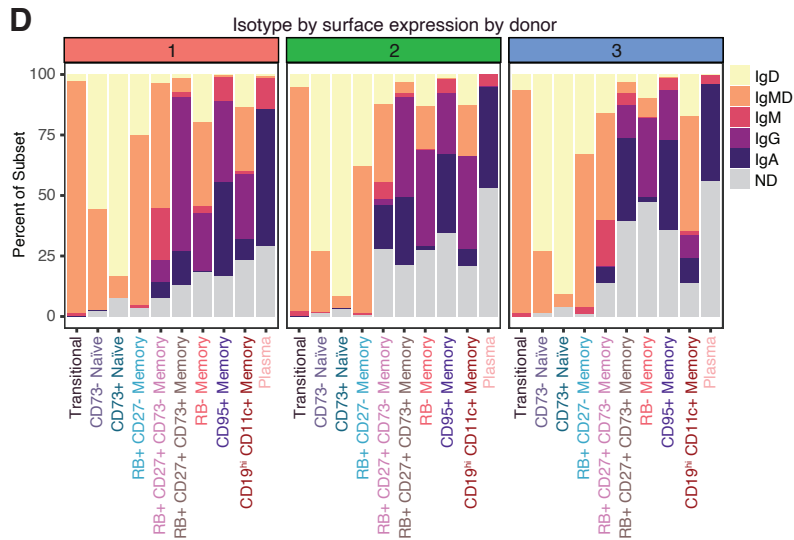 D
Isotype by surface expression by donor
1 2 3
Percent of Subset
100
75
50
25
0
IgD
IgMD
IgM
IgG
IgA
ND
Transitional
CD73- Naïve
CD73+ Naïve
RB+ CD27- Memory
RB+ CD27+ CD73- Memory
RB+ CD27+ CD73+ Memory
RB- Memory
CD95+ Memory
CD19hi CD11c+ Memory
Plasma
Transitional
CD73- Naïve
CD73+ Naïve
RB+ CD27- Memory
RB+ CD27+ CD73- Memory
RB+ CD27+ CD73+ Memory
RB- Memory
CD95+ Memory
CD19hi CD11c+ Memory
Plasma
Transitional
CD73- Naïve
CD73+ Naïve
RB+ CD27- Memory
RB+ CD27+ CD73- Memory
RB+ CD27+ CD73+ Memory
RB- Memory
CD95+ Memory
CD19hi CD11c+ Memory
Plasma